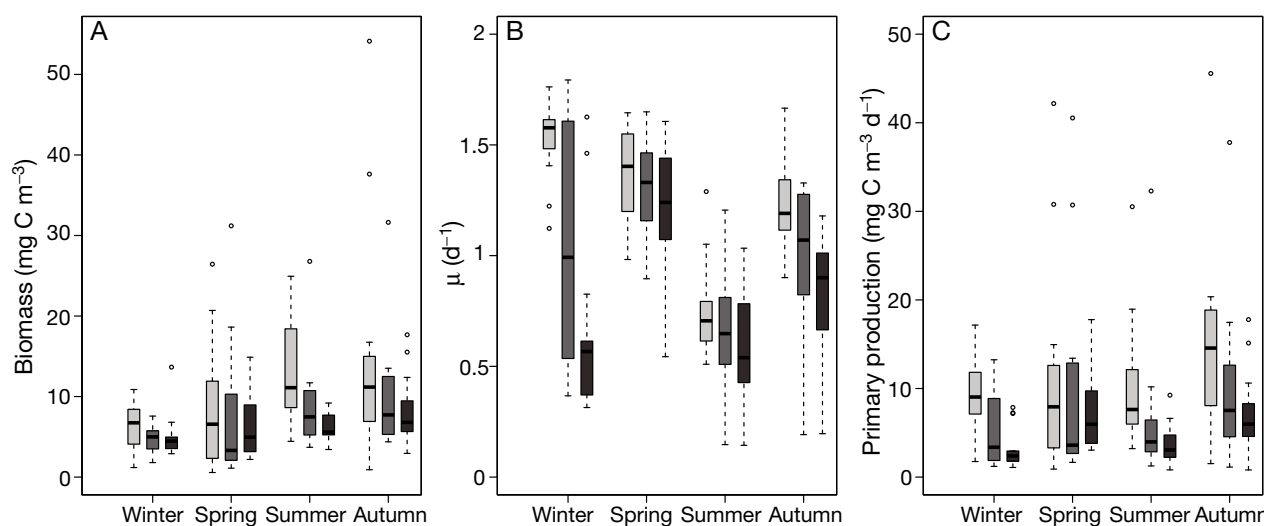 A
Biomass (mg C m–3)
50
40
30
20
10
0
Winter Spring Summer Autumn
B
µ (d–1)
2
1.5
1
0.5
0
Winter Spring Summer Autumn
C
Primary production (mg C m–3 d–1)
50
40
30
20
10
0
Winter Spring Summer Autumn